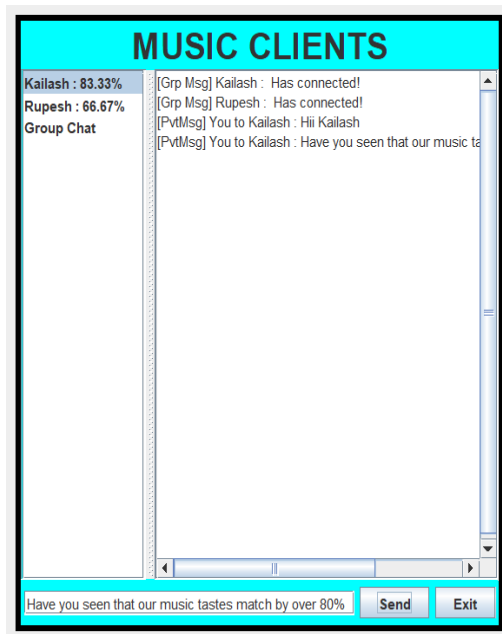 MUSIC CLIENTS
Kailash : 83.33%
Rupesh : 66.67%
Group Chat
[Grp Msg] Kailash :  Has connected!
[Grp Msg] Rupesh :  Has connected!
[PvtMsg] You to Kailash : Hii Kailash
[PvtMsg] You to Kailash : Have you seen that our music ta
Have you seen that our music tastes match by over 80%
Send
Exit